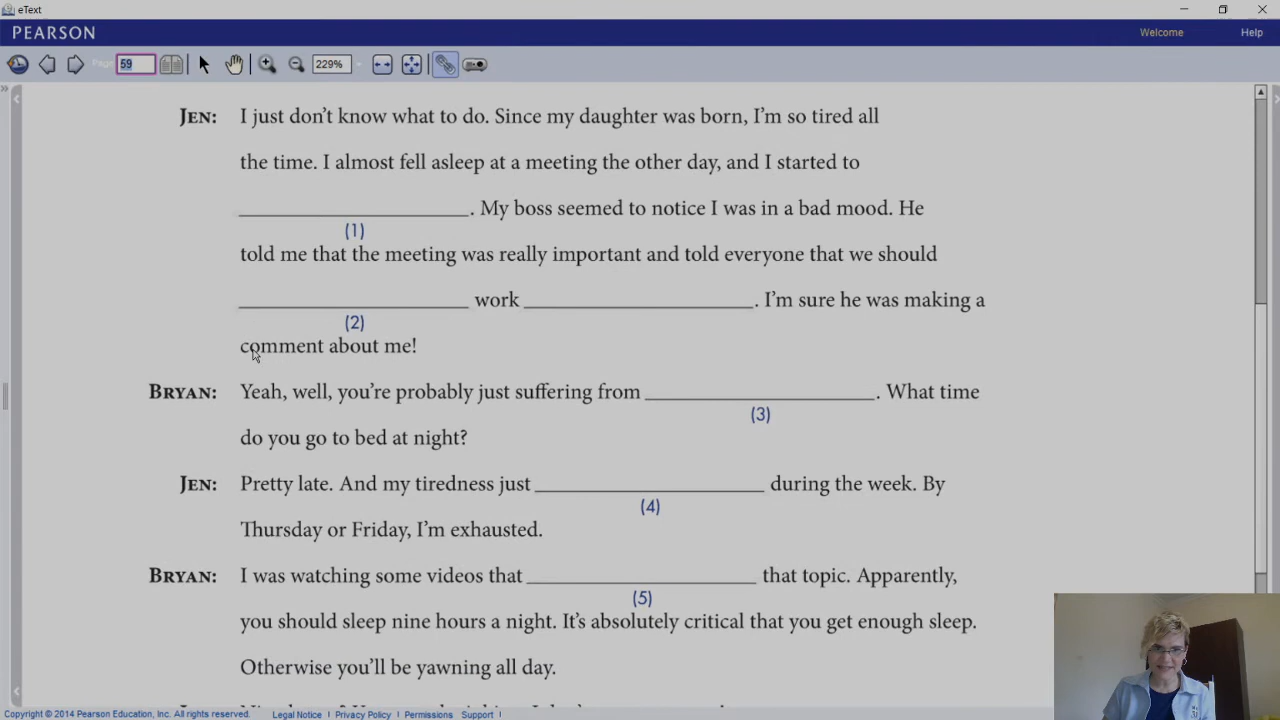 eText
PEARSON
Welcome
Help
Page 59
229%
JEN: I just don't know what to do. Since my daughter was born, I'm so tired all
the time. I almost fell asleep at a meeting the other day, and I started to
____________________. My boss seemed to notice I was in a bad mood. He
(1)
told me that the meeting was really important and told everyone that we should
____________________ work ____________________. I'm sure he was making a
(2)
comment about me!
BRYAN: Yeah, well, you're probably just suffering from ____________________. What time
(3)
do you go to bed at night?
JEN: Pretty late. And my tiredness just ____________________ during the week. By
(4)
Thursday or Friday, I'm exhausted.
BRYAN: I was watching some videos that ____________________ that topic. Apparently,
(5)
you should sleep nine hours a night. It's absolutely critical that you get enough sleep.
Otherwise you'll be yawning all day.
Copyright © 2014 Pearson Education, Inc. All rights reserved. Legal Notice | Privacy Policy | Permissions Support |